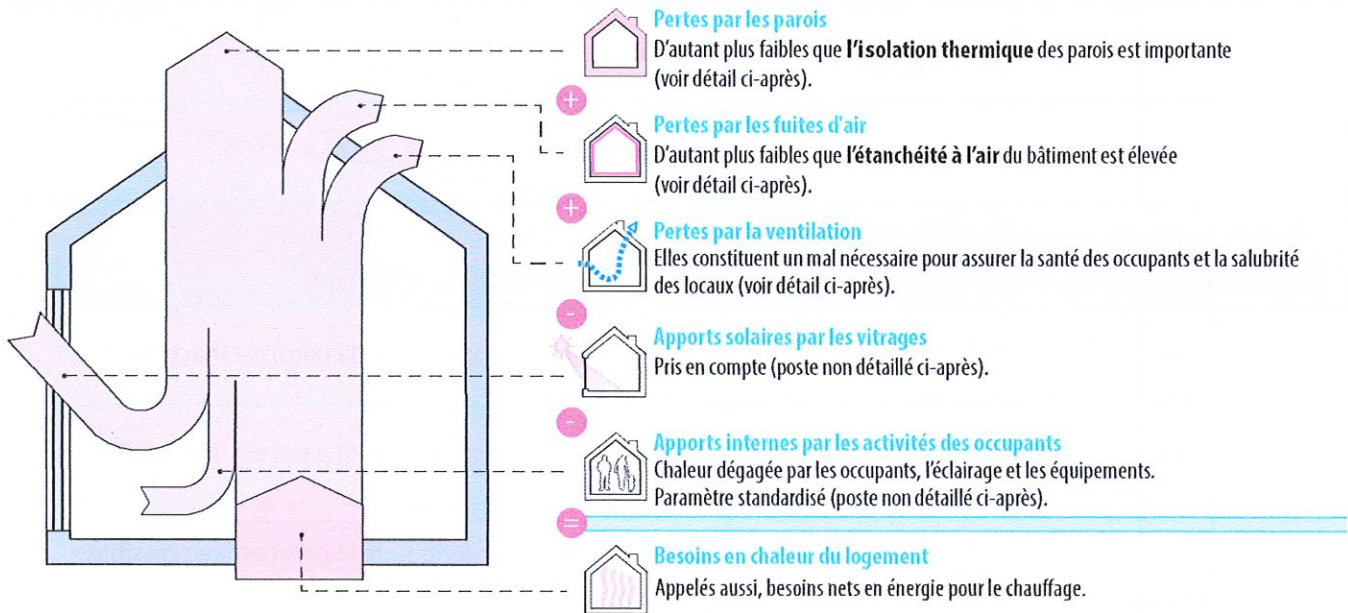 Pertes par les parois
D'autant plus faibles que l'isolation thermique des parois est importante
(voir détail ci-après).
+
Pertes par les fuites d'air
D'autant plus faibles que l'étanchéité à l'air du bâtiment est élevée
(voir détail ci-après).
+
Pertes par la ventilation
Elles constituent un mal nécessaire pour assurer la santé des occupants et la salubrité
des locaux (voir détail ci-après).
-
Apports solaires par les vitrages
Pris en compte (poste non détaillé ci-après).
-
Apports internes par les activités des occupants
Chaleur dégagée par les occupants, l'éclairage et les équipements.
Paramètre standardisé (poste non détaillé ci-après).
=
Besoins en chaleur du logement
Appelés aussi, besoins nets en énergie pour le chauffage.